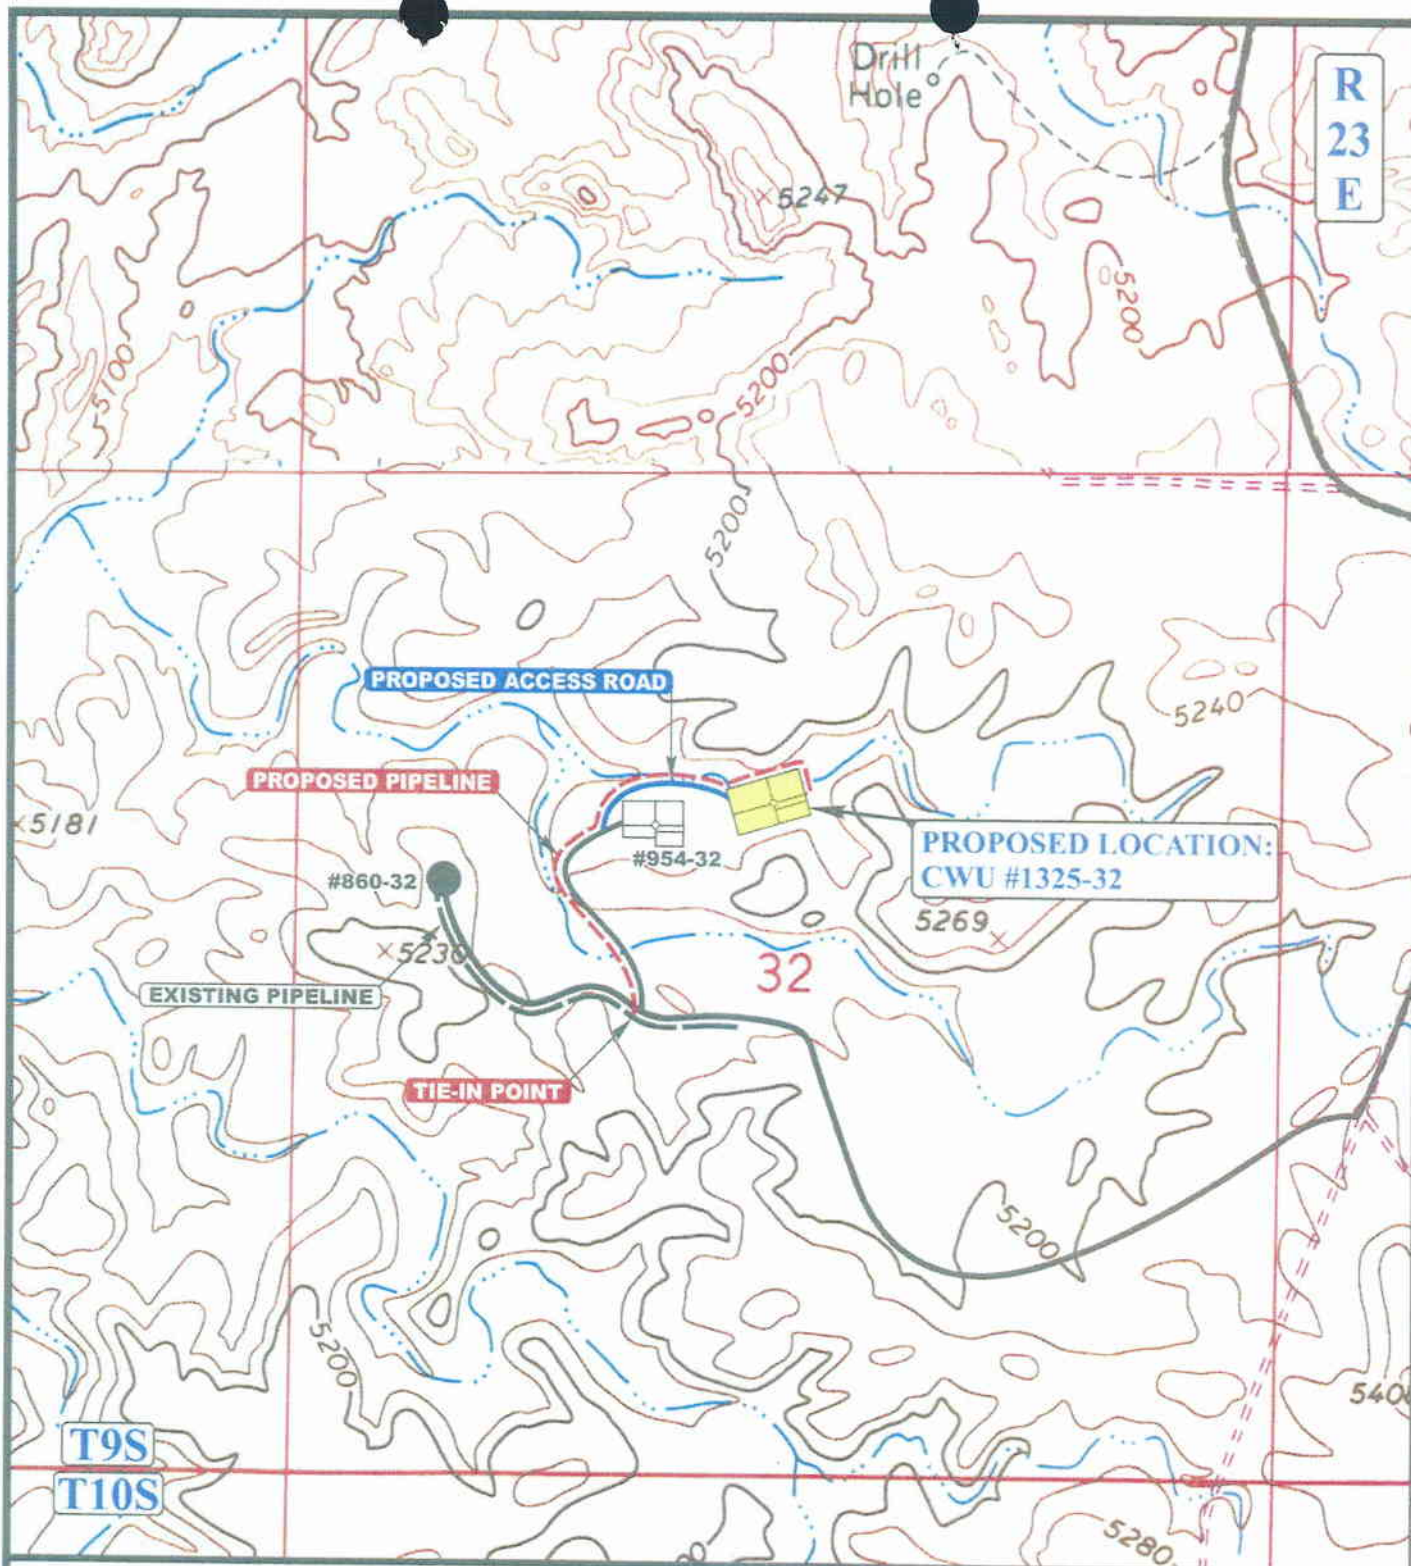 Drill
Hole
R
23
E
5247
5200
5100
5200
5200
PROPOSED ACCESS ROAD
5240
PROPOSED PIPELINE
5181
PROPOSED LOCATION:
CWU #1325-32
#954-32
#860-32
5269
5230
32
EXISTING PIPELINE
TIE-IN POINT
5200
5200
T9S
T10S
5280